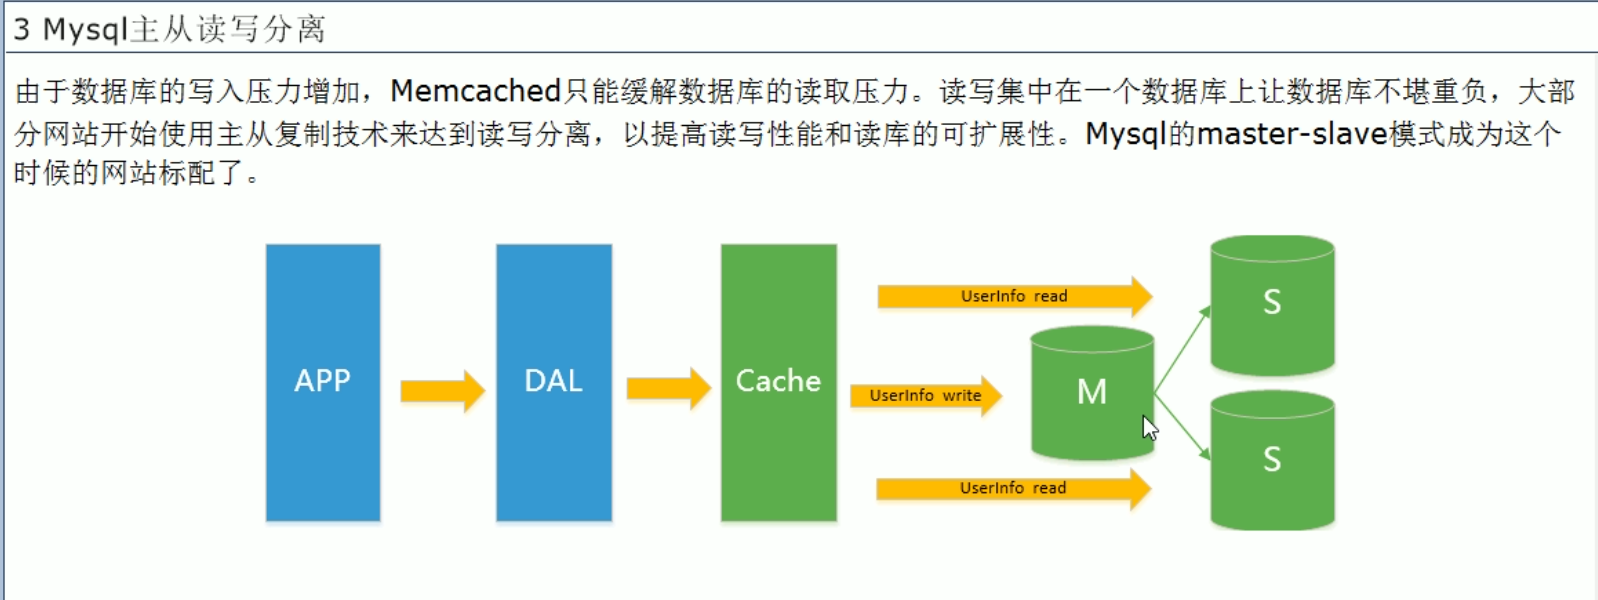 3 Mysql主从读写分离
由于数据库的写入压力增加，Memcached只能缓解数据库的读取压力。读写集中在一个数据库上让数据库不堪重负，大部
分网站开始使用主从复制技术来达到读写分离，以提高读写性能和读库的可扩展性。Mysql的master-slave模式成为这个
时候的网站标配了。
APP
DAL
Cache
UserInfo read
UserInfo write
UserInfo read
M
S
S